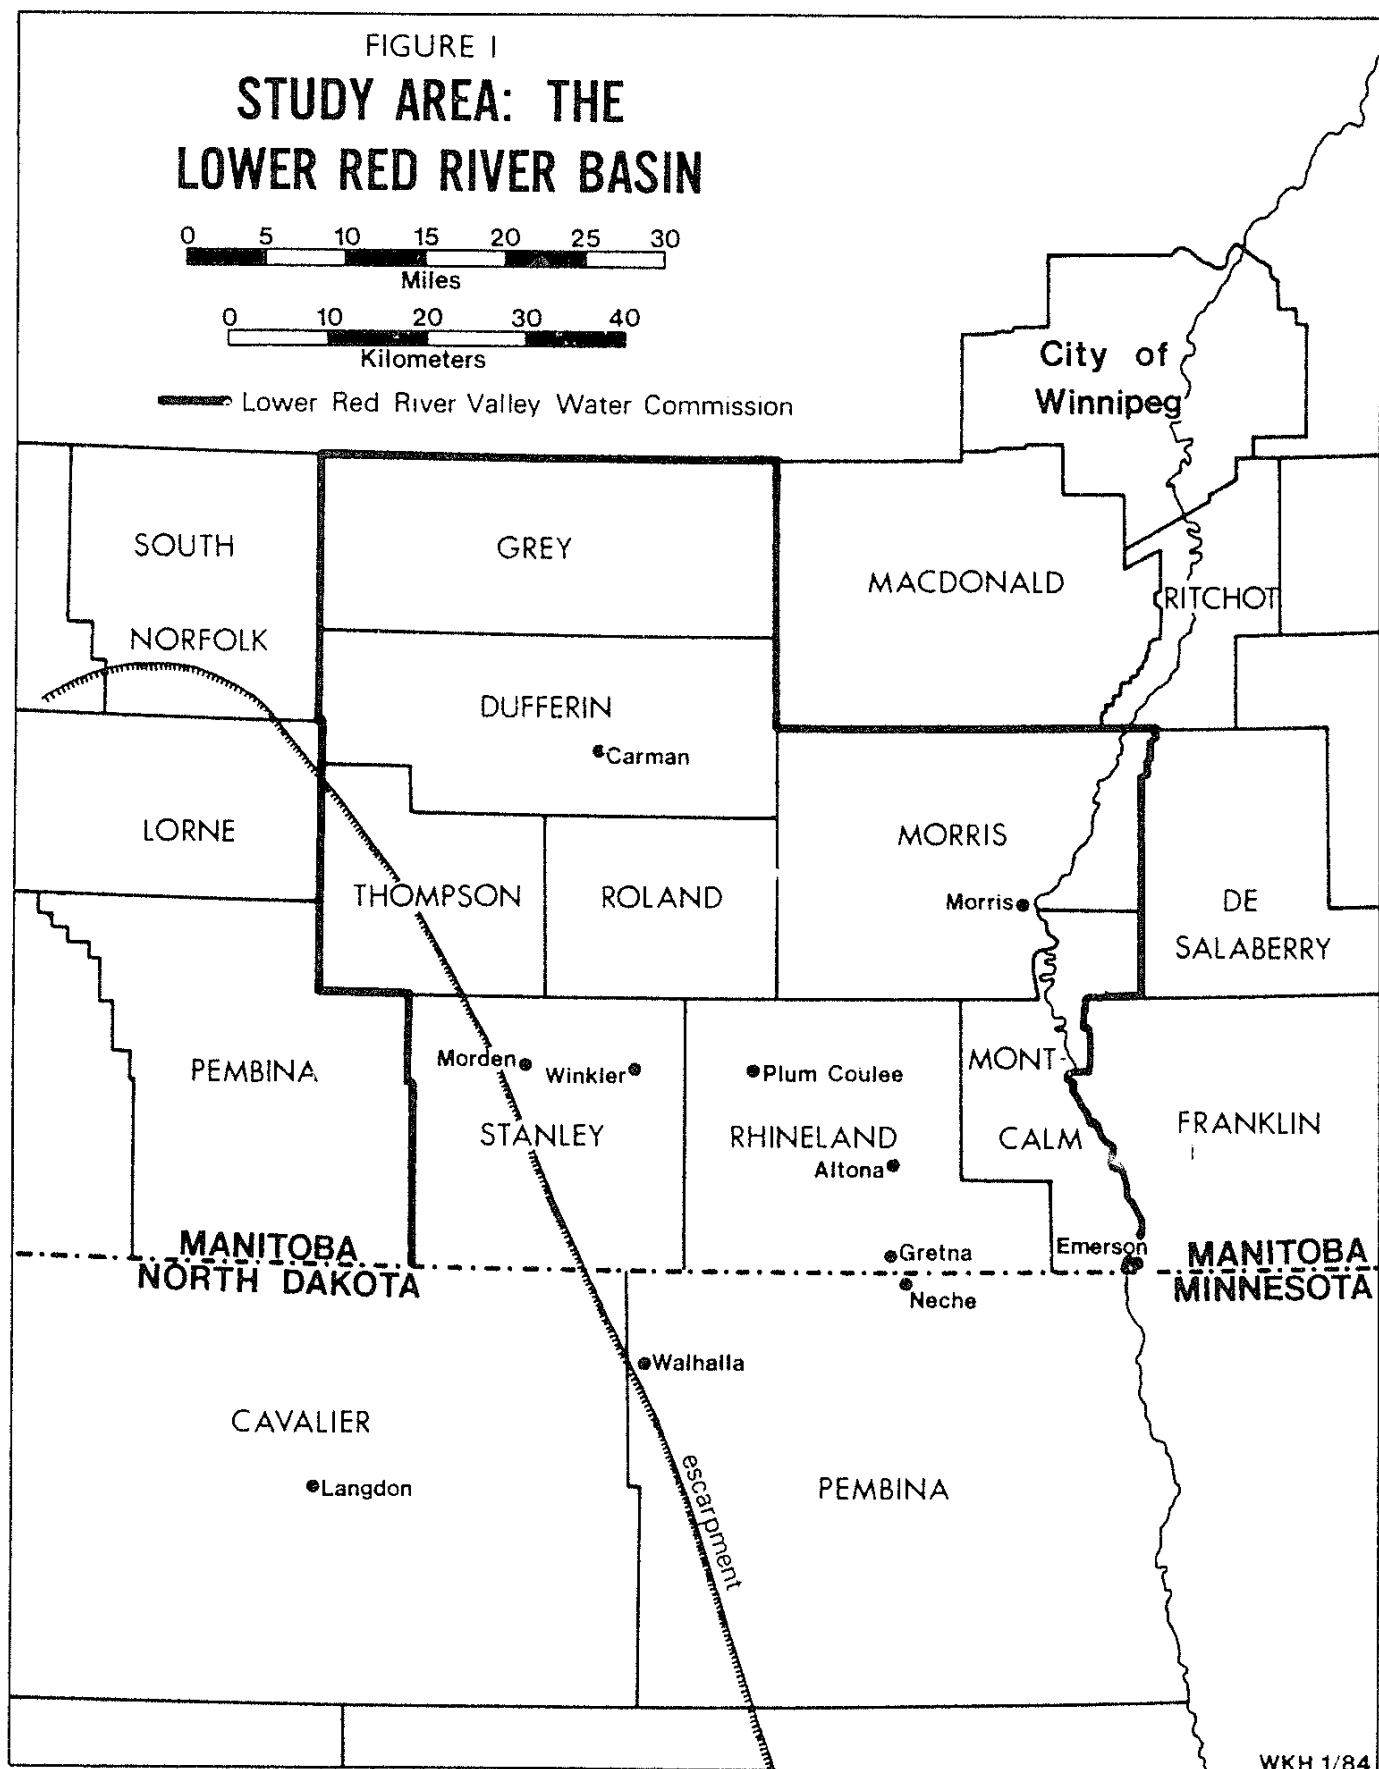 FIGURE I
STUDY AREA: THE
LOWER RED RIVER BASIN
0 5 10 15 20 25 30
Miles
0 10 20 30 40
Kilometers
Lower Red River Valley Water Commission
City of
Winnipeg
SOUTH
NORFOLK
GREY
MACDONALD
RITCHOT
DUFFERIN
Carman
LORNE
THOMPSON
ROLAND
MORRIS
Morris
DE
SALABERRY
PEMBINA
Morden
Winkler
STANLEY
Plum Coulee
RHINELAND
Altona
MONT-
CALM
FRANKLIN
MANITOBA
NORTH DAKOTA
Gretna
Neche
Emerson
MANITOBA
MINNESOTA
Walhalla
CAVALIER
Langdon
escarpment
PEMBINA
WKH 1/84